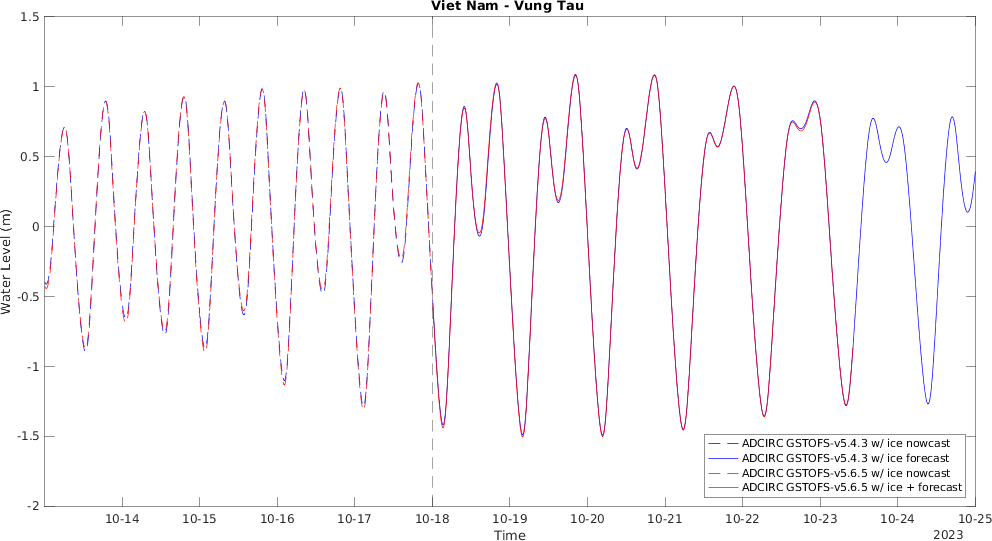 Viet Nam - Vung Tau
1.5
1
0.5
0
-0.5
-1
-1.5
-2
Water Level (m)
10-14 10-15 10-16 10-17 10-18 10-19 10-20 10-21 10-22 10-23 10-24 10-25
Time
2023
ADCIRC GSTOFS-v5.4.3 w/ ice nowcast
ADCIRC GSTOFS-v5.4.3 w/ ice forecast
ADCIRC GSTOFS-v5.6.5 w/ ice nowcast
ADCIRC GSTOFS-v5.6.5 w/ ice + forecast